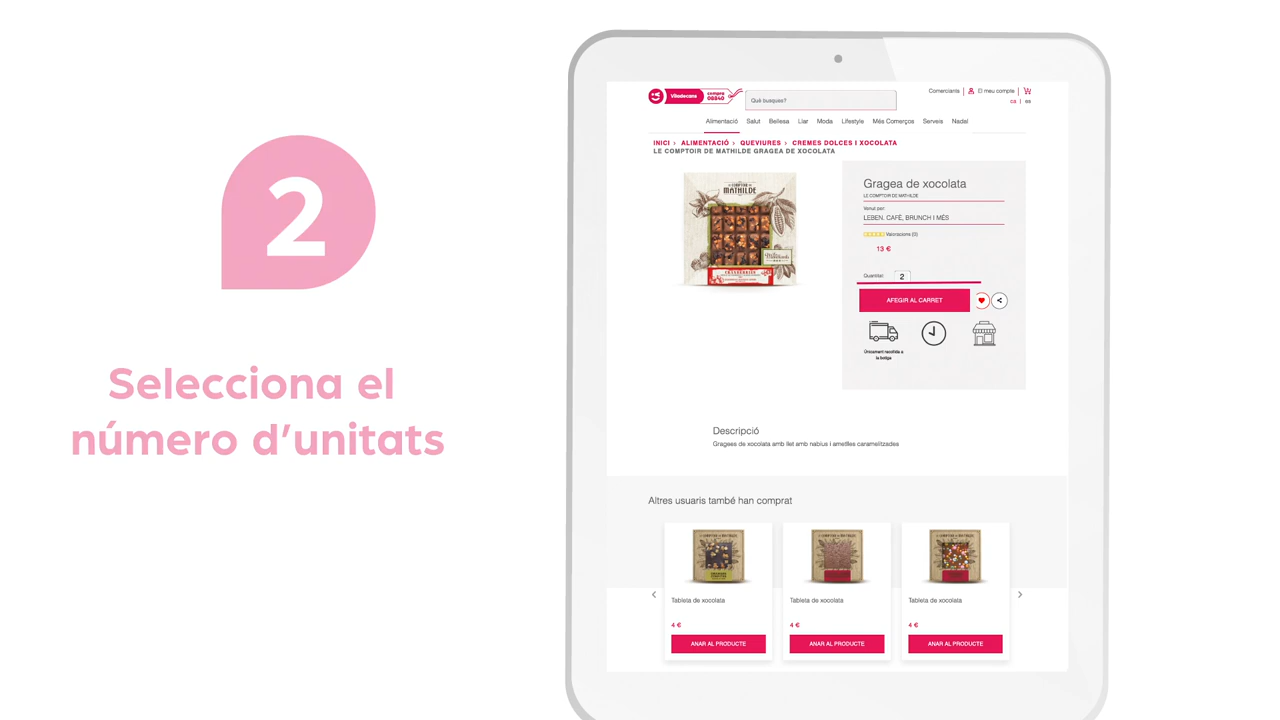 2
Selecciona el
número d'unitats
Viladecans
compra
08840
Què busques?
Comerciants
El meu compte
ca | es
Alimentació Salut Bellesa Llar Moda Lifestyle Més Comerços Serveis Nadal
INICI › ALIMENTACIÓ › QUEVIURES › CREMES DOLCES I XOCOLATA
LE COMPTOIR DE MATHILDE GRAGEA DE XOCOLATA
MATHILDE
Gragea de xocolata
LE COMPTOIR DE MATHILDE
Venut per:
LEBEN. CAFÈ, BRUNCH I MÉS
Valoracions (0)
13 €
Quantitat: 2
AFEGIR AL CARRET
Únicament recollida a
la botiga
Descripció
Gragees de xocolata amb llet amb nabius i ametlles caramelitzades
Altres usuaris també han comprat
Tableta de xocolata
4 €
ANAR AL PRODUCTE
Tableta de xocolata
4 €
ANAR AL PRODUCTE
Tableta de xocolata
4 €
ANAR AL PRODUCTE